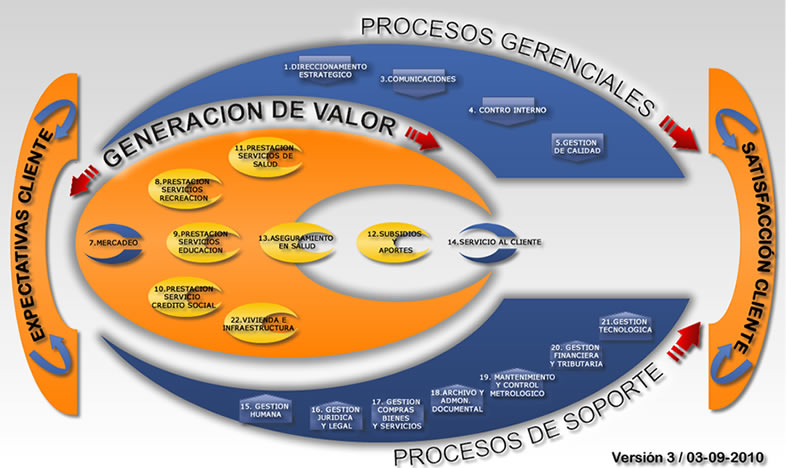 PROCESOS GERENCIALES
1.DIRECCIONAMIENTO
ESTRATEGICO
3.COMUNICACIONES
4. CONTRO INTERNO
5.GESTION
DE CALIDAD
GENERACION DE VALOR
EXPECTATIVAS CLIENTE
SATISFACCIÓN CLIENTE
11.PRESTACION
SERVICIOS DE
SALUD
8.PRESTACION
SERVICIOS
RECREACION
7.MERCADEO
9.PRESTACION
SERVICIOS
EDUCACION
13.ASEGURAMIENTO
EN SALUD
12.SUBSIDIOS
Y
APORTES
14.SERVICIO AL CLIENTE
10.PRESTACION
SERVICIO
CREDITO SOCIAL
22.VIVIENDA E
INFRAESTRUCTURA
15. GESTION
HUMANA
16. GESTION
JURIDICA
Y LEGAL
17. GESTION
COMPRAS
BIENES
Y SERVICIOS
18.ARCHIVO Y
ADMON.
DOCUMENTAL
19. MANTENIMIENTO
Y CONTROL
METROLOGICO
20. GESTION
FINANCIERA
Y TRIBUTARIA
21.GESTION
TECNOLOGICA
PROCESOS DE SOPORTE
Versión 3 / 03-09-2010